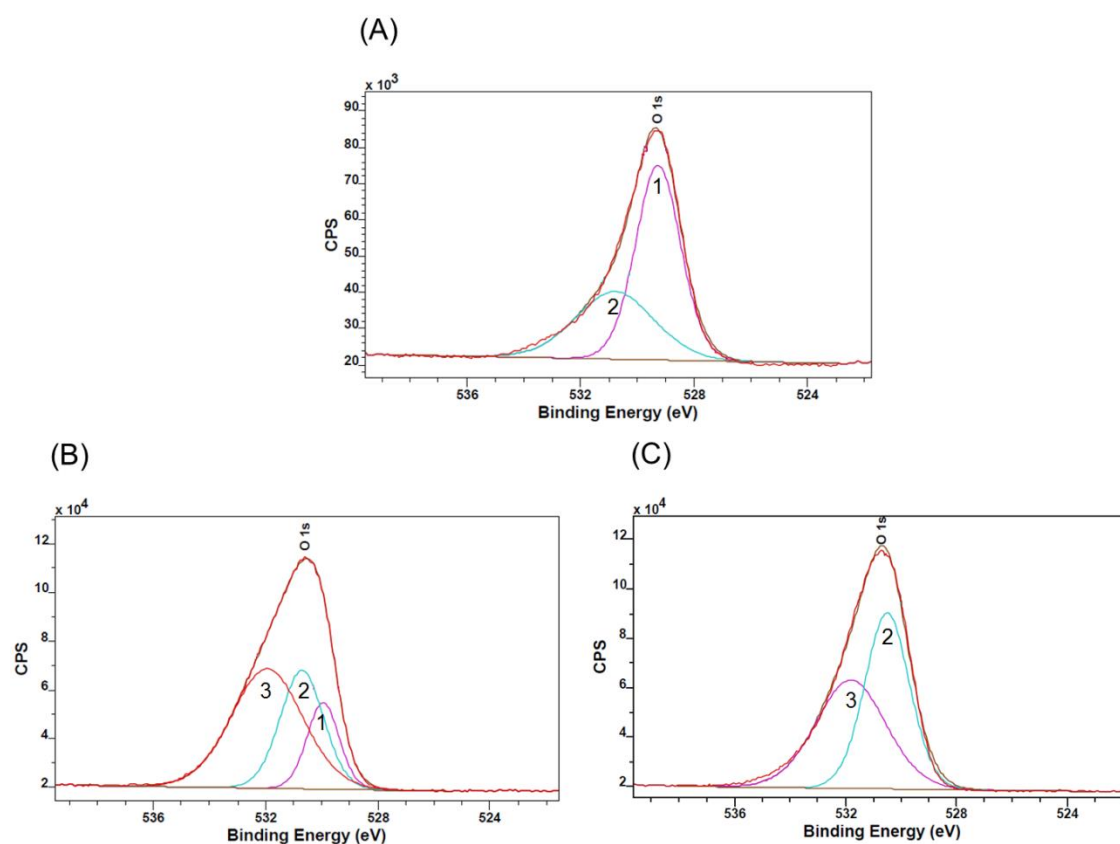 (A)
x 10³
O 1s
90
80
70
60
50
40
30
20
CPS
1
2
536
532
528
524
Binding Energy (eV)
(B)
x 10⁴
O 1s
12
10
8
6
4
2
CPS
3
2
1
536
532
528
524
Binding Energy (eV)
(C)
x 10⁴
O 1s
12
10
8
6
4
2
CPS
2
3
536
532
528
524
Binding Energy (eV)